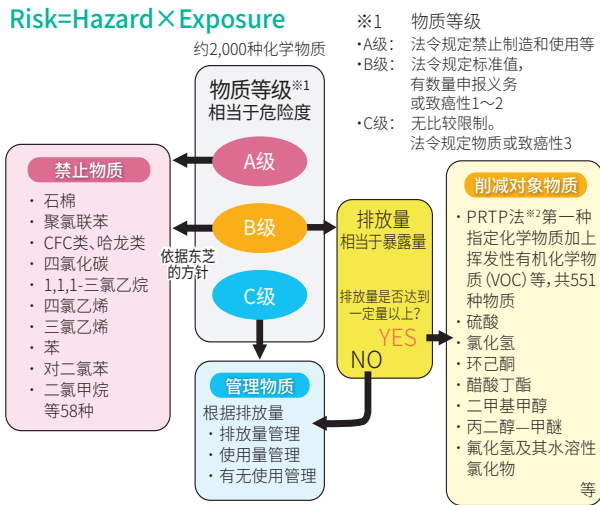 Risk=Hazard×Exposure
约2,000种化学物质
※1 物质等级
・A级： 法令规定禁止制造和使用等
・B级： 法令规定标准值，
有数量申报义务
或致癌性1～2
・C级： 无比较限制。
法令规定物质或致癌性3
物质等级※1
相当于危险度
A级
B级
C级
依据东芝
的方针
禁止物质
・ 石棉
・ 聚氯联苯
・ CFC类、哈龙类
・ 四氯化碳
・ 1,1,1-三氯乙烷
・ 四氯乙烯
・ 三氯乙烯
・ 苯
・ 对二氯苯
・ 二氯甲烷
等58种
排放量
相当于暴露量
排放量是否达到
一定量以上？
YES
NO
管理物质
根据排放量
・排放量管理
・使用量管理
・有无使用管理
削减对象物质
・PRTP法※2第一种
指定化学物质加上
挥发性有机化学物
质（VOC）等，共551
种物质
・硫酸
・氯化氢
・环己酮
・醋酸丁酯
・二甲基甲醇
・丙二醇—甲醚
・氟化氢及其水溶性
氯化物
等